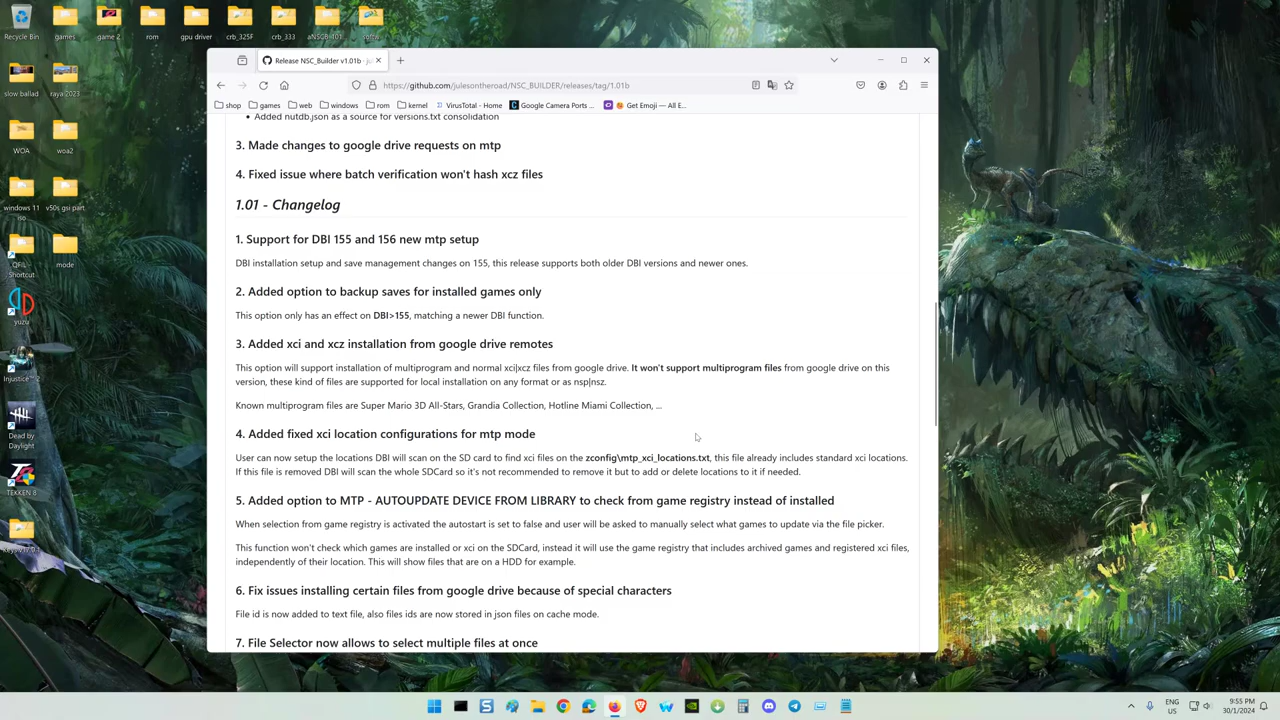 Recycle Bin
games
game 2
rom
gpu driver
crb_325F
crb_333
slow ballad
raya 2023
WOA
woa2
windows 11
iso
v50s gsi part
QFIL -
Shortcut
mode
yuzu
Injustice™ 2
Dead by
Daylight
TEKKEN 8
Release NSC_Builder v1.01b · ju
https://github.com/julesontheroad/NSC_BUILDER/releases/tag/1.01b
shop
games
web
windows
rom
kernel
VirusTotal - Home
Google Camera Ports ...
Get Emoji — All E...
Added nutdb.json as a source for versions.txt consolidation
3. Made changes to google drive requests on mtp
4. Fixed issue where batch verification won't hash xcz files
1.01 - Changelog
1. Support for DBI 155 and 156 new mtp setup
DBI installation setup and save management changes on 155, this release supports both older DBI versions and newer ones.
2. Added option to backup saves for installed games only
This option only has an effect on DBI>155, matching a newer DBI function.
3. Added xci and xcz installation from google drive remotes
This option will support installation of multiprogram and normal xci|xcz files from google drive. It won't support multiprogram files from google drive on this
version, these kind of files are supported for local installation on any format or as nsp|nsz.
Known multiprogram files are Super Mario 3D All-Stars, Grandia Collection, Hotline Miami Collection, ...
4. Added fixed xci location configurations for mtp mode
User can now setup the locations DBI will scan on the SD card to find xci files on the zconfig\mtp_xci_locations.txt, this file already includes standard xci locations.
If this file is removed DBI will scan the whole SDCard so it's not recommended to remove it but to add or delete locations to it if needed.
5. Added option to MTP - AUTOUPDATE DEVICE FROM LIBRARY to check from game registry instead of installed
When selection from game registry is activated the autostart is set to false and user will be asked to manually select what games to update via the file picker.
This function won't check which games are installed or xci on the SDCard, instead it will use the game registry that includes archived games and registered xci files,
independently of their location. This will show files that are on a HDD for example.
6. Fix issues installing certain files from google drive because of special characters
File id is now added to text file, also files ids are now stored in json files on cache mode.
7. File Selector now allows to select multiple files at once
ENG
US
9:55 PM
30/1/2024